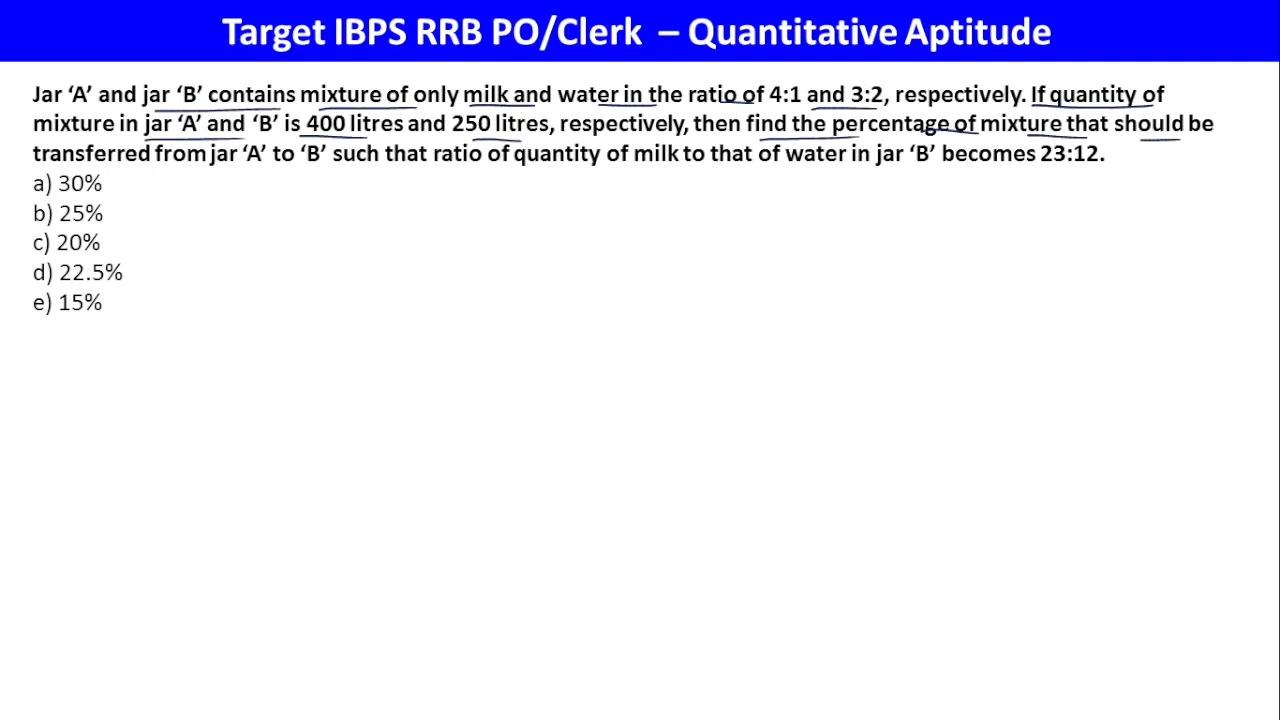 Target IBPS RRB PO/Clerk – Quantitative Aptitude
Jar ‘A’ and jar ‘B’ contains mixture of only milk and water in the ratio of 4:1 and 3:2, respectively. If quantity of
mixture in jar ‘A’ and ‘B’ is 400 litres and 250 litres, respectively, then find the percentage of mixture that should be
transferred from jar ‘A’ to ‘B’ such that ratio of quantity of milk to that of water in jar ‘B’ becomes 23:12.
a) 30%
b) 25%
c) 20%
d) 22.5%
e) 15%